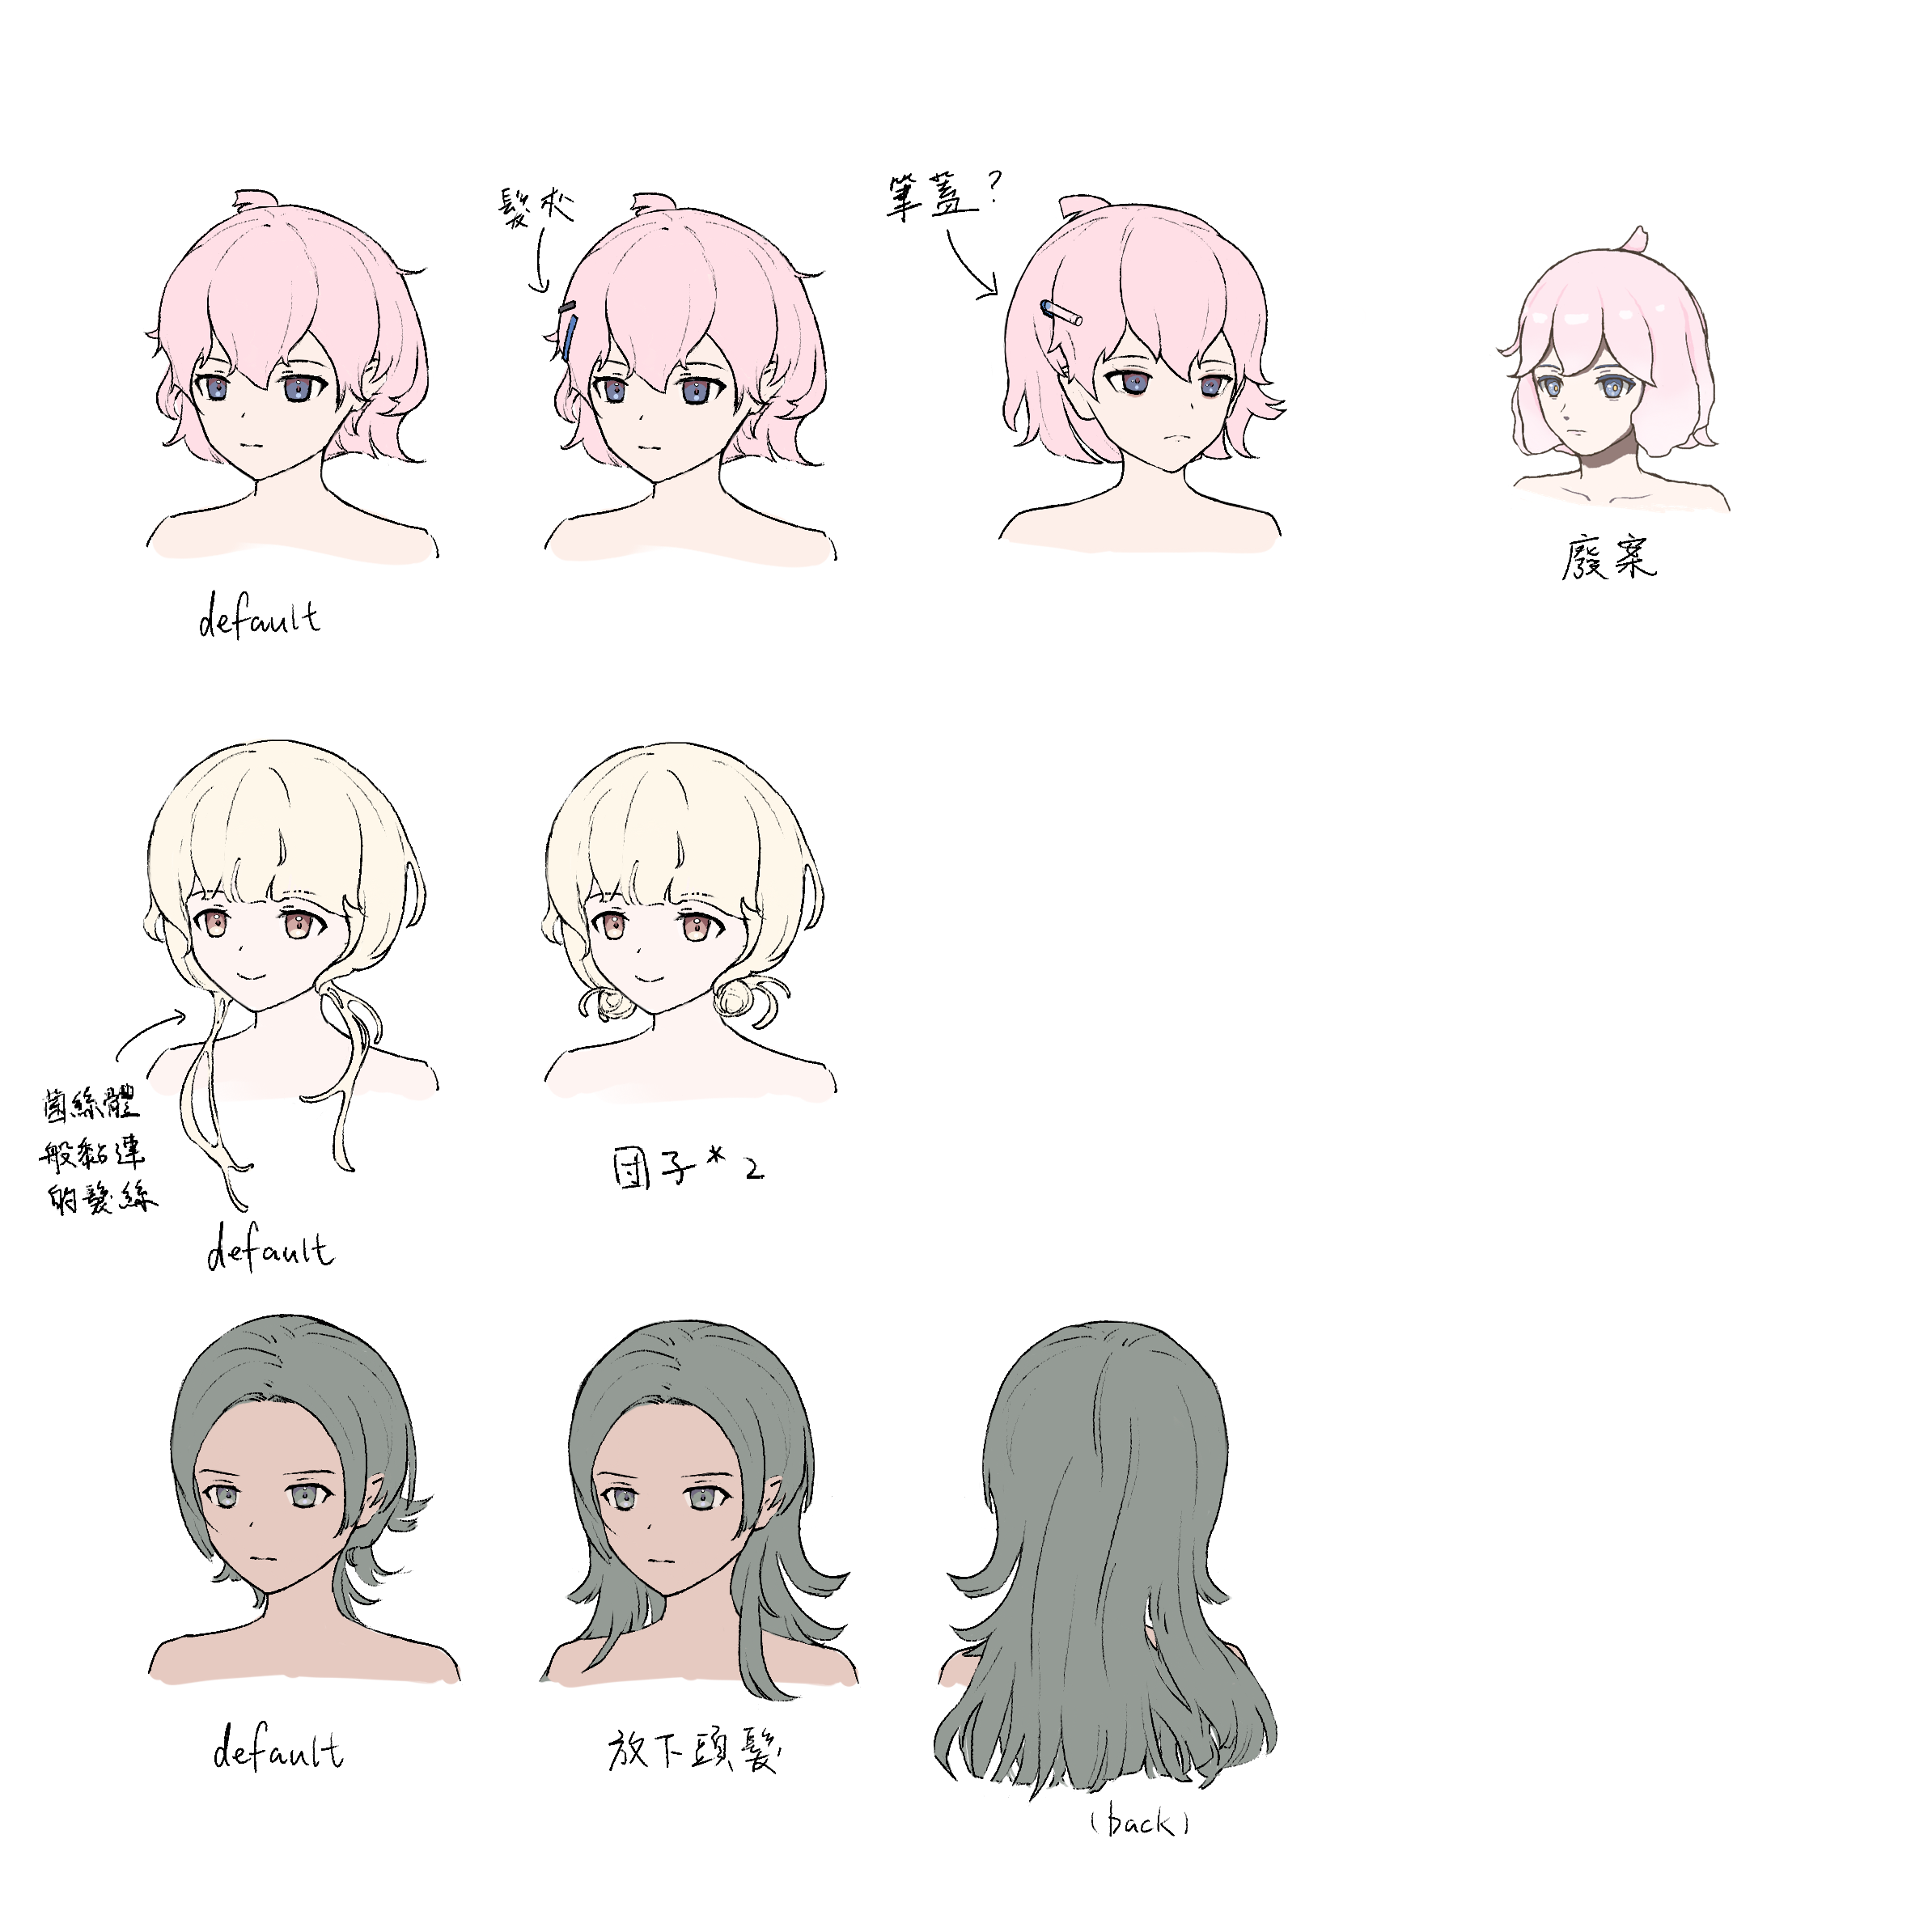 髮夾
筆蓋?
廢案
default
菌絲體
般黏連
的髮絲
団子*2
default
default
放下頭髮
(back)